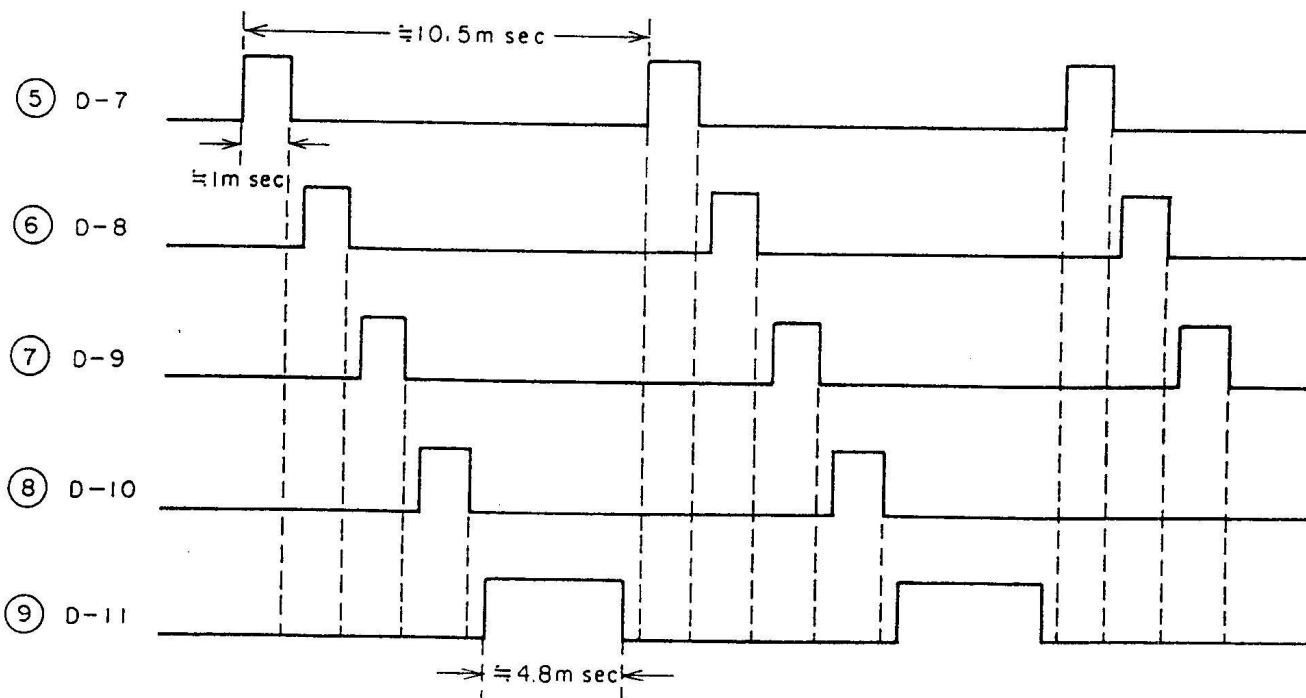 ≒10.5m sec
⑤ D-7
≒1m sec
⑥ D-8
⑦ D-9
⑧ D-10
⑨ D-11
≒4.8m sec